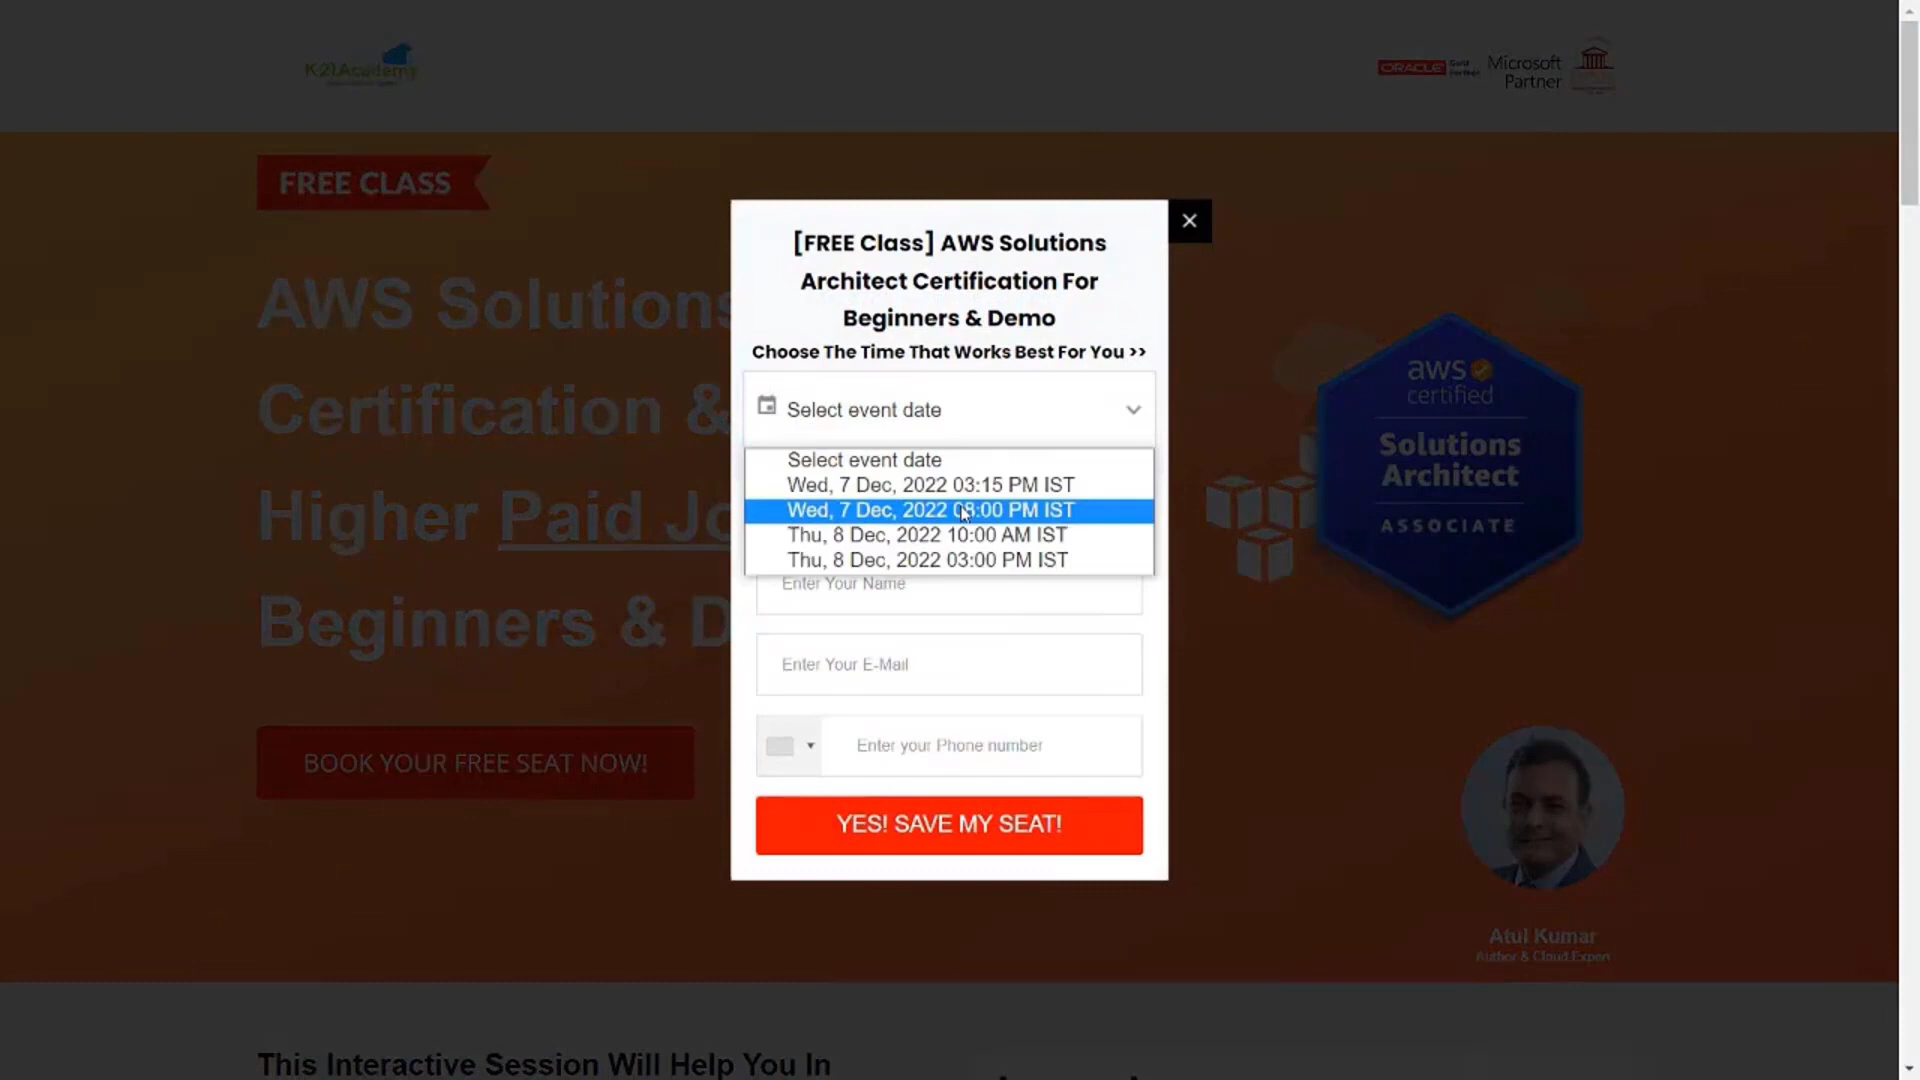 K21Academy
ORACLE Gold Partner
Microsoft Partner
FREE CLASS
AWS Solutions
Certification &
Higher Paid Jo
Beginners & D
BOOK YOUR FREE SEAT NOW!
[FREE Class] AWS Solutions
Architect Certification For
Beginners & Demo
Choose The Time That Works Best For You >>
Select event date
Select event date
Wed, 7 Dec, 2022 03:15 PM IST
Wed, 7 Dec, 2022 08:00 PM IST
Thu, 8 Dec, 2022 10:00 AM IST
Thu, 8 Dec, 2022 03:00 PM IST
Enter Your Name
Enter Your E-Mail
Enter your Phone number
YES! SAVE MY SEAT!
aws
certified
Solutions
Architect
ASSOCIATE
Atul Kumar
Author & Cloud Expert
This Interactive Session Will Help You In